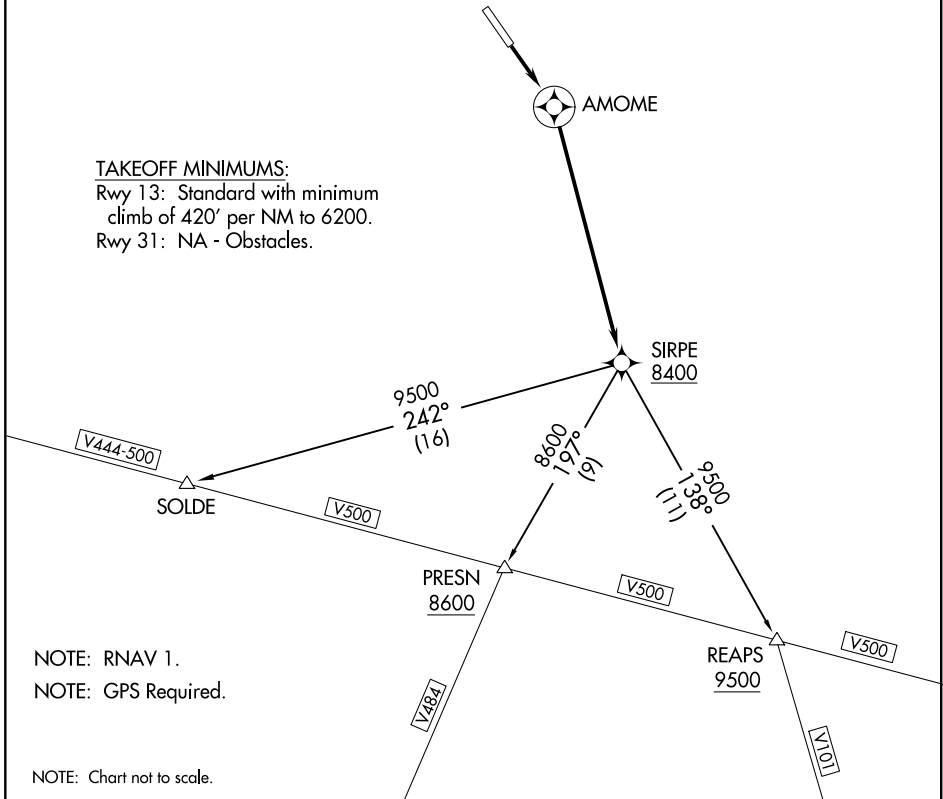 AMOME
TAKEOFF MINIMUMS:
Rwy 13: Standard with minimum
climb of 420' per NM to 6200.
Rwy 31: NA - Obstacles.
SIRPE
8400
9500
242°
(16)
8600
197°
(9)
9500
138°
(11)
V444-500
SOLDE
V500
PRESN
8600
V500
REAPS
9500
V500
NOTE: RNAV 1.
NOTE: GPS Required.
V484
V101
NOTE: Chart not to scale.